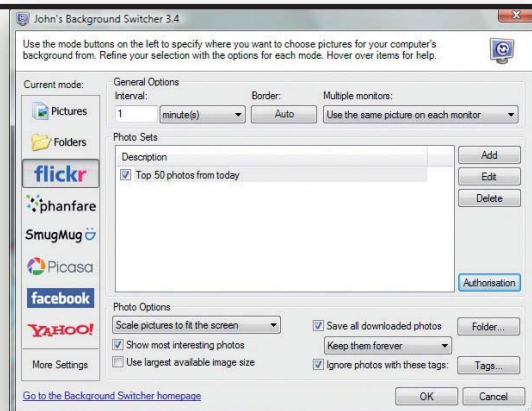 John's Background Switcher 3.4
Use the mode buttons on the left to specify where you want to choose pictures for your computer's
background from. Refine your selection with the options for each mode. Hover over items for help.
Current mode:
Pictures
Folders
flickr
phanfare
SmugMug
Picasa
facebook
YAHOO!
More Settings
General Options
Interval: Border: Multiple monitors:
1 minute(s) Auto Use the same picture on each monitor
Photo Sets
Description
Top 50 photos from today
Add
Edit
Delete
Authorisation
Photo Options
Scale pictures to fit the screen Save all downloaded photos Folder...
Show most interesting photos Keep them forever
Use largest available image size Ignore photos with these tags: Tags...
Go to the Background Switcher homepage OK Cancel